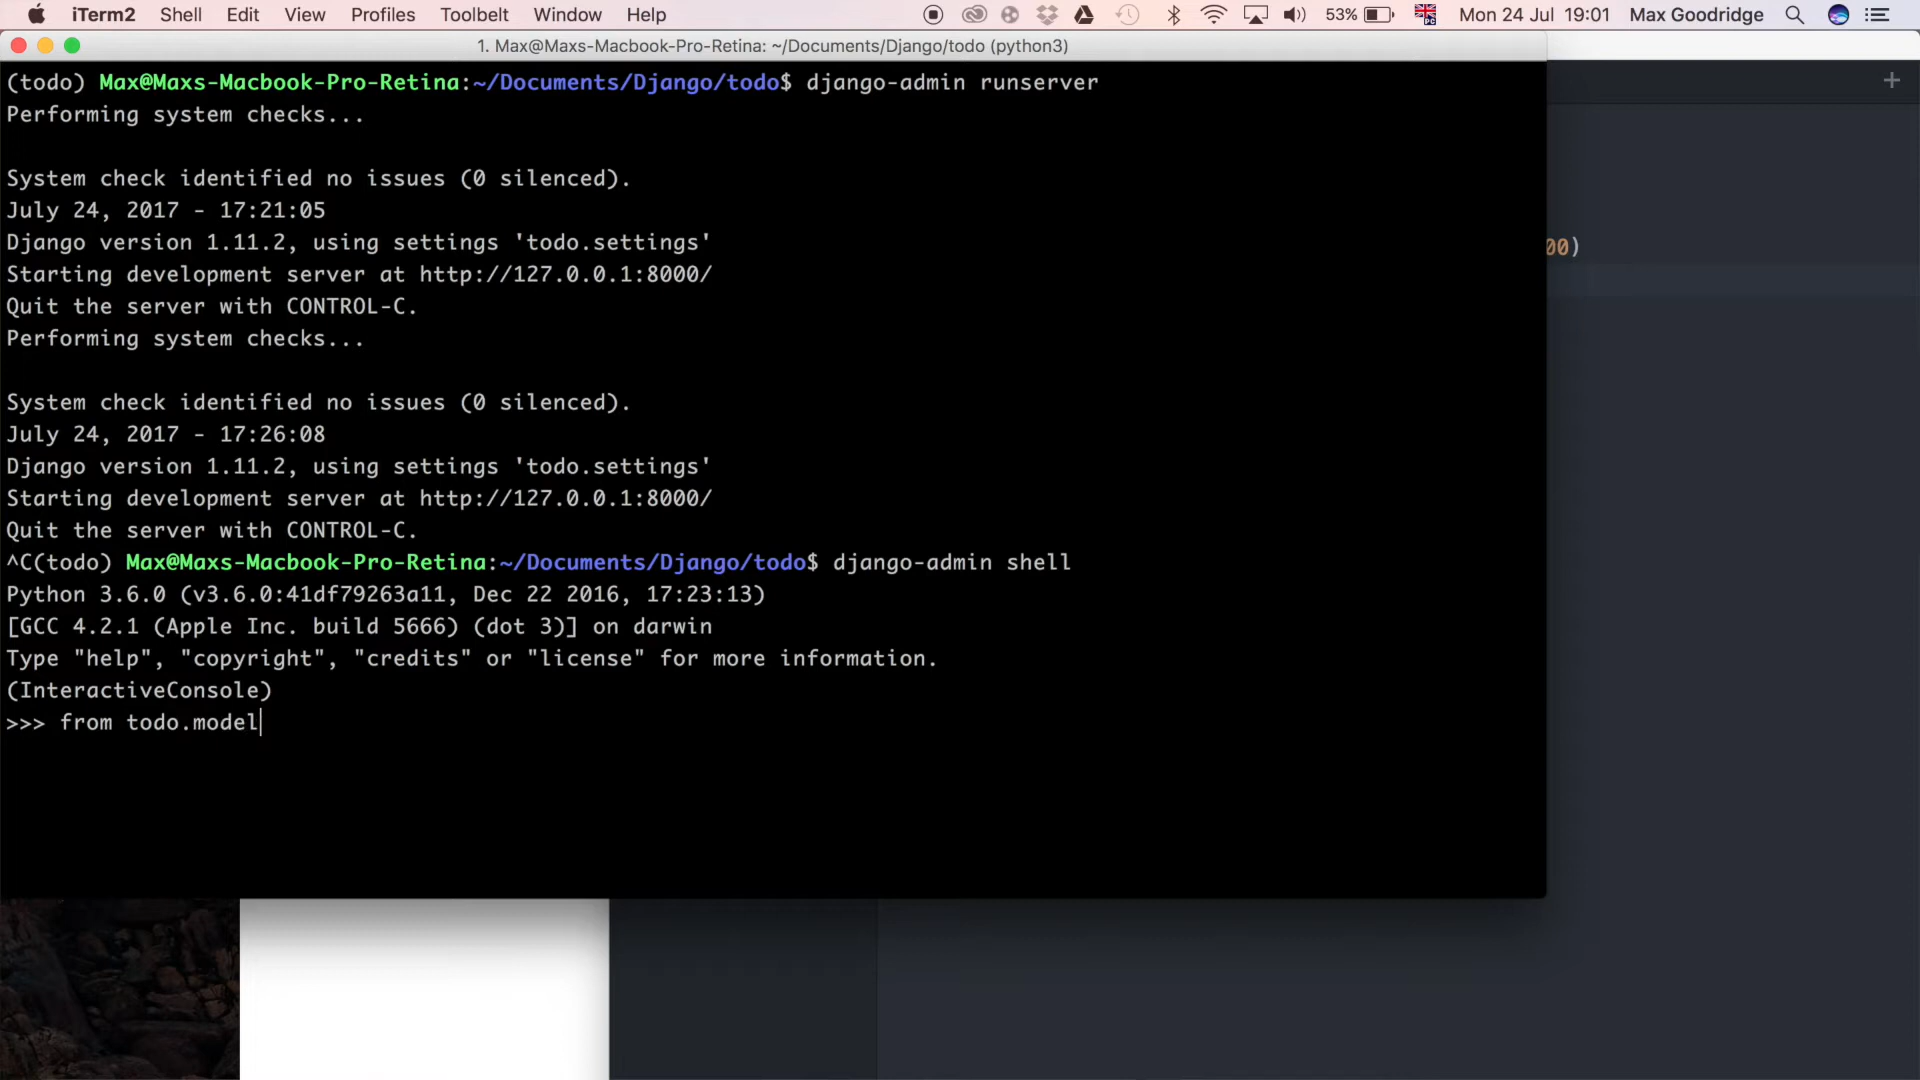 iTerm2 Shell Edit View Profiles Toolbelt Window Help 53% Mon 24 Jul 19:01 Max Goodridge
1. Max@Maxs-Macbook-Pro-Retina: ~/Documents/Django/todo (python3)
(todo) Max@Maxs-Macbook-Pro-Retina:~/Documents/Django/todo$ django-admin runserver
Performing system checks...
System check identified no issues (0 silenced).
July 24, 2017 - 17:21:05
Django version 1.11.2, using settings 'todo.settings'
00)
Starting development server at http://127.0.0.1:8000/
Quit the server with CONTROL-C.
Performing system checks...
System check identified no issues (0 silenced).
July 24, 2017 - 17:26:08
Django version 1.11.2, using settings 'todo.settings'
Starting development server at http://127.0.0.1:8000/
Quit the server with CONTROL-C.
^C(todo) Max@Maxs-Macbook-Pro-Retina:~/Documents/Django/todo$ django-admin shell
Python 3.6.0 (v3.6.0:41df79263a11, Dec 22 2016, 17:23:13)
[GCC 4.2.1 (Apple Inc. build 5666) (dot 3)] on darwin
Type "help", "copyright", "credits" or "license" for more information.
(InteractiveConsole)
>>> from todo.model